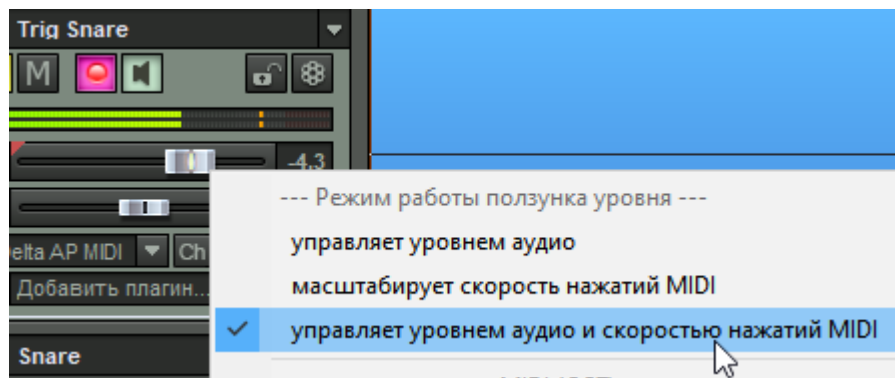 Trig Snare
M
-4.3
--- Режим работы ползунка уровня ---
управляет уровнем аудио
elta AP MIDI
Ch
масштабирует скорость нажатий MIDI
Добавить плагин...
управляет уровнем аудио и скоростью нажатий MIDI
Snare